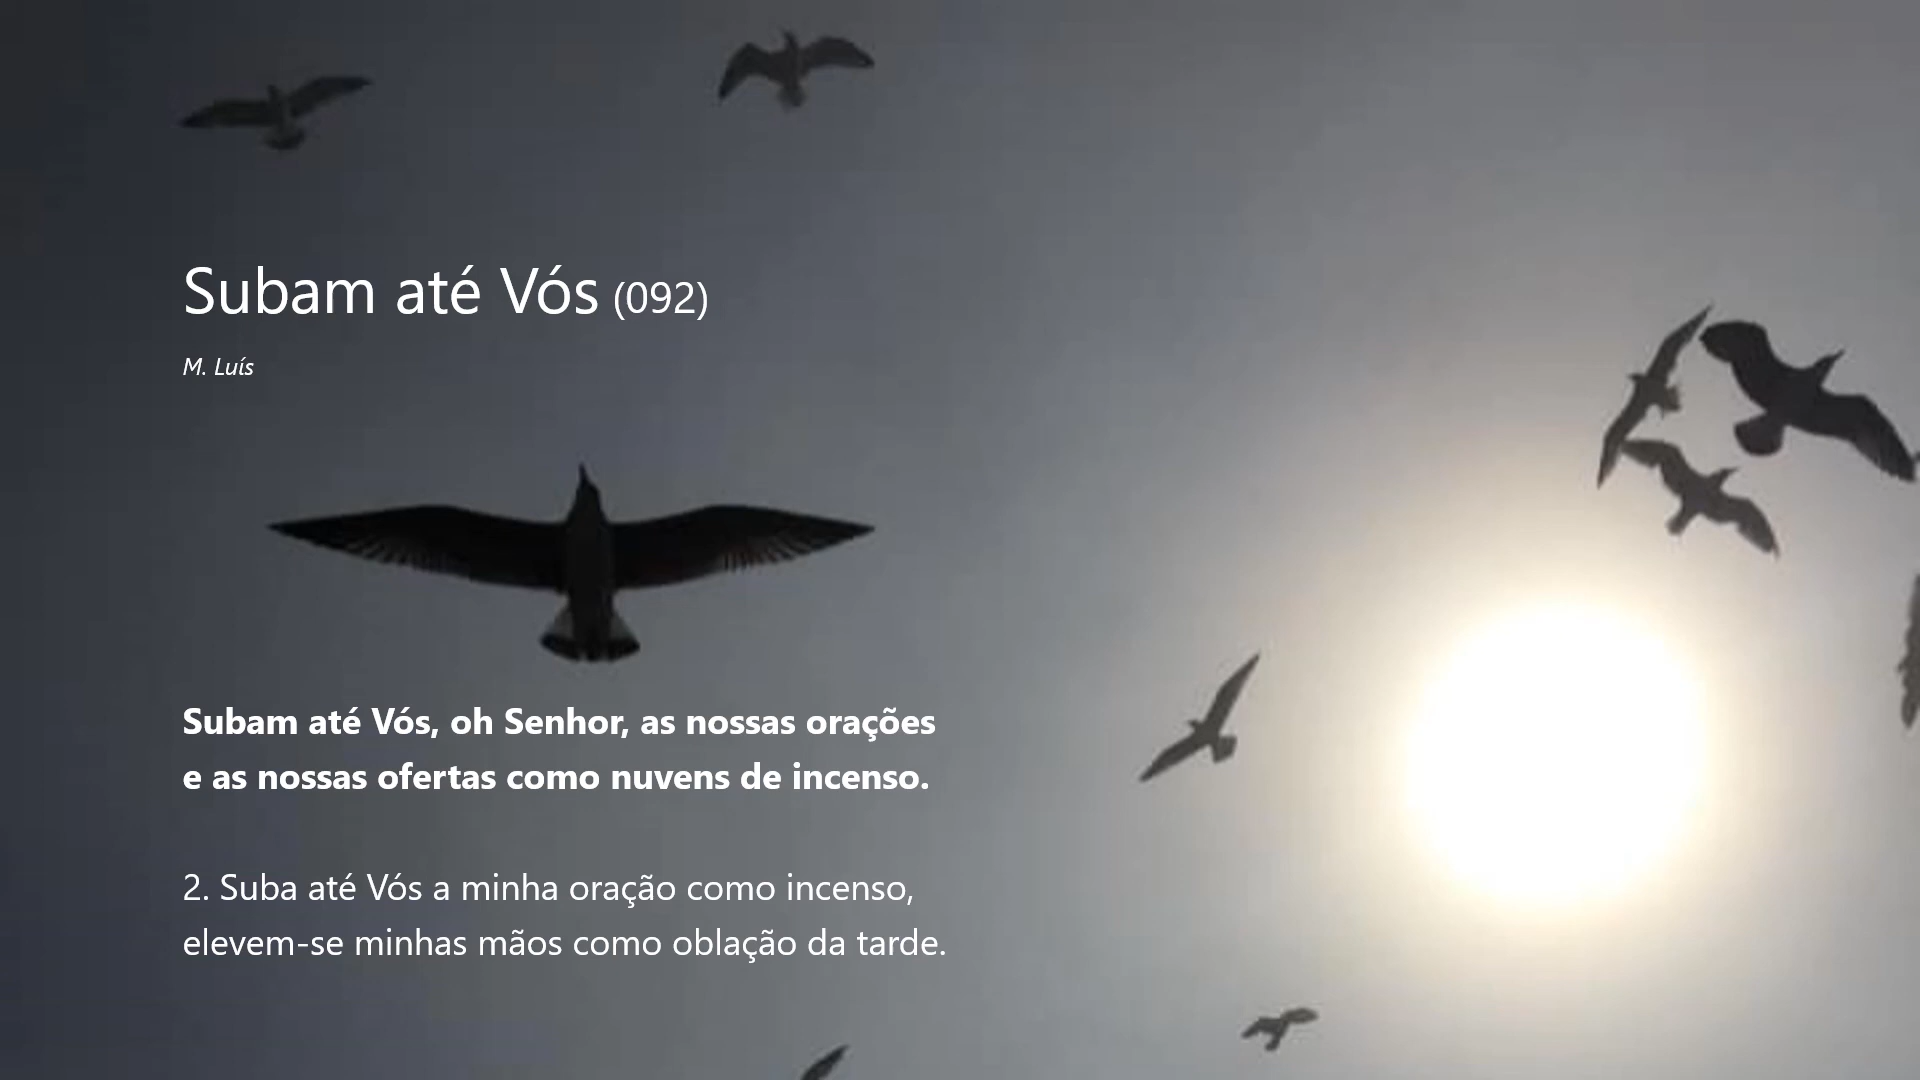 Subam até Vós (092)
M. Luís
Subam até Vós, oh Senhor, as nossas orações
e as nossas ofertas como nuvens de incenso.
2. Suba até Vós a minha oração como incenso,
elevem-se minhas mãos como oblação da tarde.